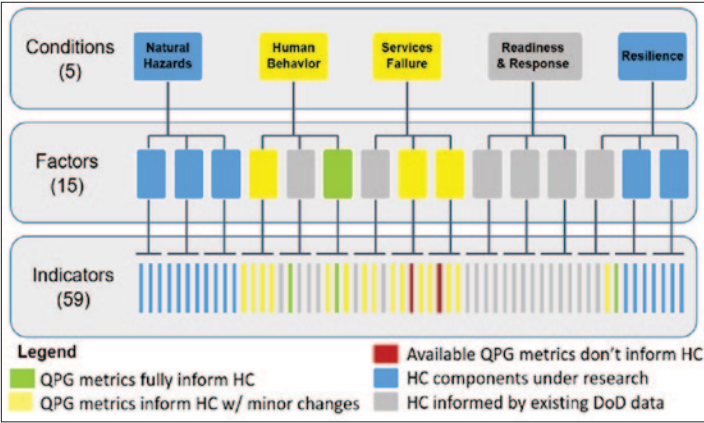 Conditions
(5)
Natural
Hazards
Human
Behavior
Services
Failure
Readiness
& Response
Resilience
Factors
(15)
Indicators
(59)
Legend
QPG metrics fully inform HC
QPG metrics inform HC w/ minor changes
Available QPG metrics don't inform HC
HC components under research
HC informed by existing DoD data